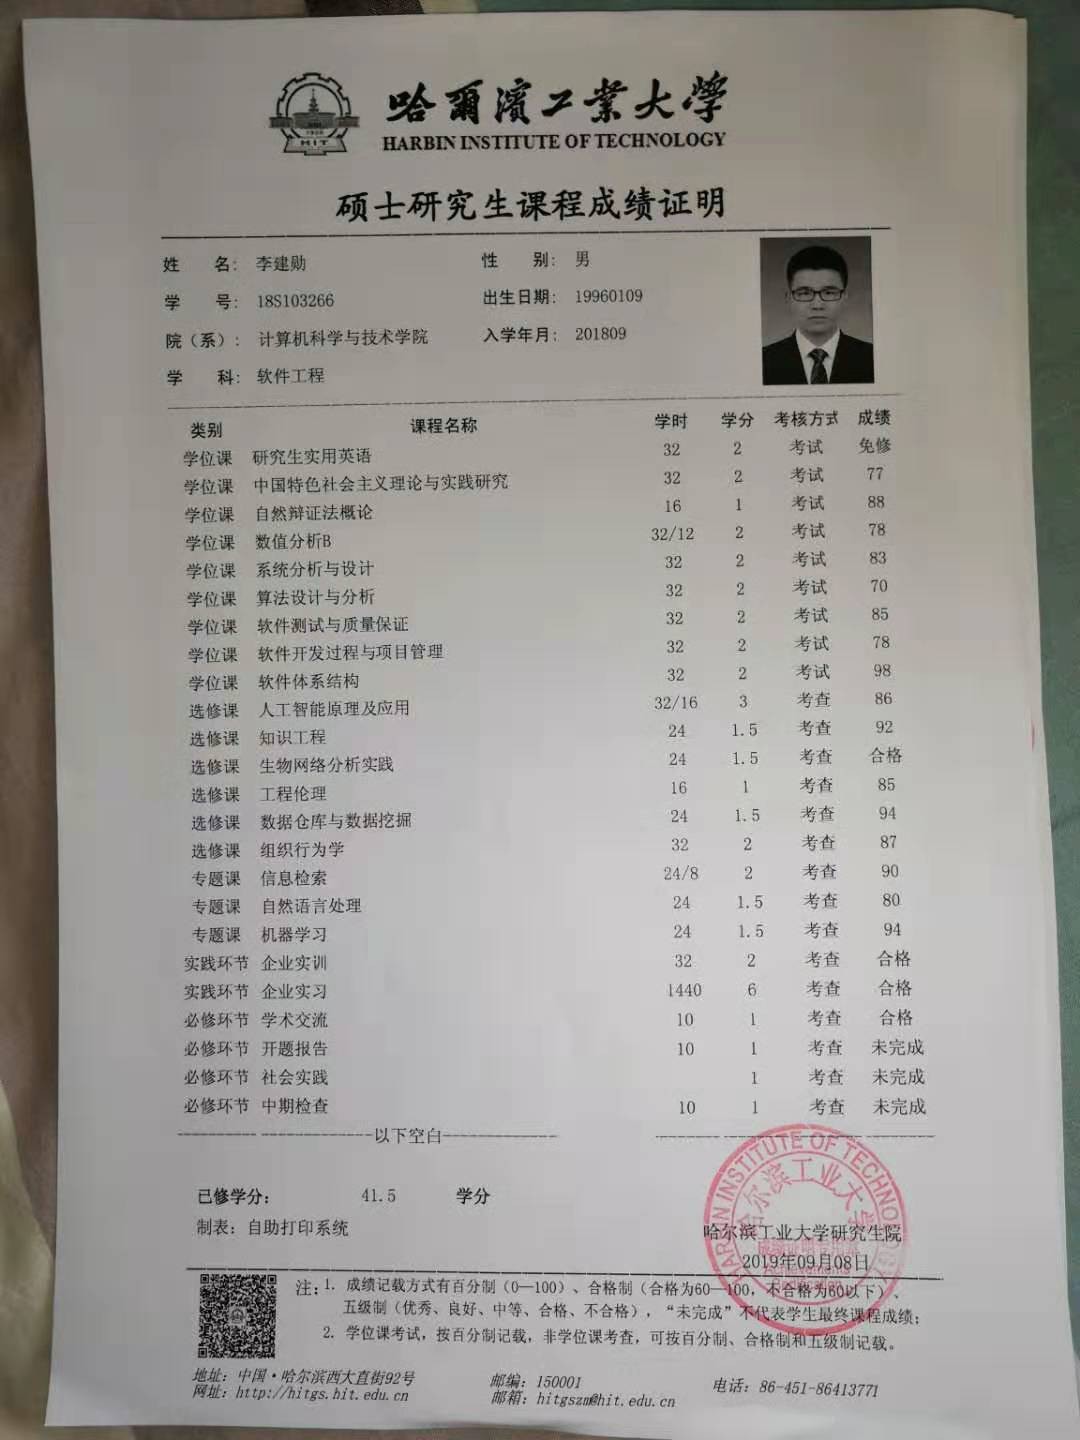 哈爾濱工業大學
HARBIN INSTITUTE OF TECHNOLOGY
1920
HIT
硕士研究生课程成绩证明
姓 名: 李建勋 性 别: 男
学 号: 18S103266 出生日期: 19960109
院（系）: 计算机科学与技术学院 入学年月: 201809
学 科: 软件工程
类别 课程名称 学时 学分 考核方式 成绩
学位课 研究生实用英语 32 2 考试 免修
学位课 中国特色社会主义理论与实践研究 32 2 考试 77
学位课 自然辩证法概论 16 1 考试 88
学位课 数值分析B 32/12 2 考试 78
学位课 系统分析与设计 32 2 考试 83
学位课 算法设计与分析 32 2 考试 70
学位课 软件测试与质量保证 32 2 考试 85
学位课 软件开发过程与项目管理 32 2 考试 78
学位课 软件体系结构 32 2 考试 98
选修课 人工智能原理及应用 32/16 3 考查 86
选修课 知识工程 24 1.5 考查 92
选修课 生物网络分析实践 24 1.5 考查 合格
选修课 工程伦理 16 1 考查 85
选修课 数据仓库与数据挖掘 24 1.5 考查 94
选修课 组织行为学 32 2 考查 87
专题课 信息检索 24/8 2 考查 90
专题课 自然语言处理 24 1.5 考查 80
专题课 机器学习 24 1.5 考查 94
实践环节 企业实训 32 2 考查 合格
实践环节 企业实习 1440 6 考查 合格
必修环节 学术交流 10 1 考查 合格
必修环节 开题报告 10 1 考查 未完成
必修环节 社会实践 1 考查 未完成
必修环节 中期检查 10 1 考查 未完成
以下空白
已修学分: 41.5 学分
制表: 自助打印系统
HARBIN INSTITUTE OF TECHNOLOGY
哈尔滨工业大学
哈尔滨工业大学研究生院
2019年09月08日
Achievements
Certification
注: 1. 成绩记载方式有百分制（0—100）、合格制（合格为60—100，不合格为60以下）、
五级制（优秀、良好、中等、合格、不合格），“未完成”不代表学生最终课程成绩;
2. 学位课考试，按百分制记载，非学位课考查，可按百分制、合格制和五级制记载。
地址: 中国·哈尔滨西大直街92号 邮编: 150001 电话: 86-451-86413771
网址: http://hitgs.hit.edu.cn 邮箱: hitgszm@hit.edu.cn